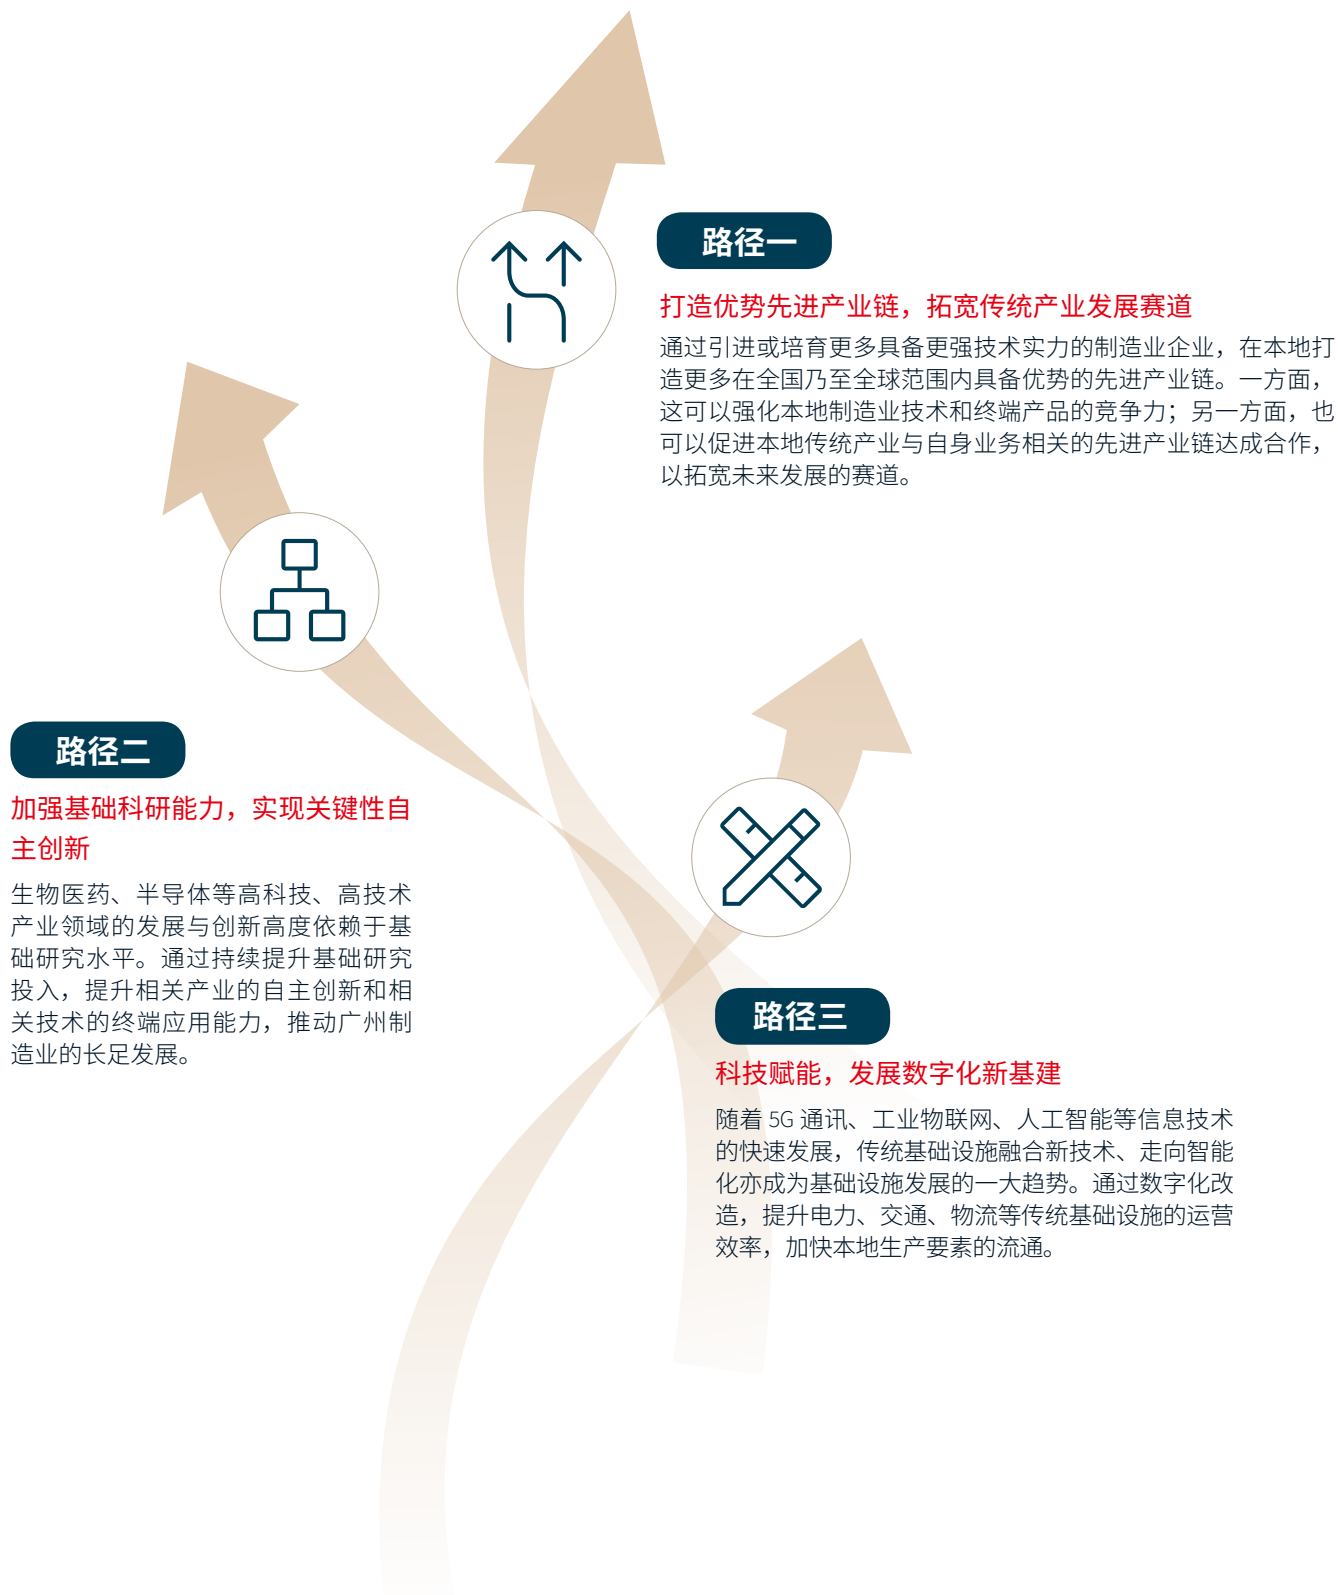 路径一
打造优势先进产业链，拓宽传统产业发展赛道
通过引进或培育更多具备更强技术实力的制造业企业，在本地打
造更多在全国乃至全球范围内具备优势的先进产业链。一方面，
这可以强化本地制造业技术和终端产品的竞争力；另一方面，也
可以促进本地传统产业与自身业务相关的先进产业链达成合作，
以拓宽未来发展的赛道。
路径二
加强基础科研能力，实现关键性自
主创新
生物医药、半导体等高科技、高技术
产业领域的发展与创新高度依赖于基
础研究水平。通过持续提升基础研究
投入，提升相关产业的自主创新和相
关技术的终端应用能力，推动广州制
造业的长足发展。
路径三
科技赋能，发展数字化新基建
随着 5G 通讯、工业物联网、人工智能等信息技术
的快速发展，传统基础设施融合新技术、走向智能
化亦成为基础设施发展的一大趋势。通过数字化改
造，提升电力、交通、物流等传统基础设施的运营
效率，加快本地生产要素的流通。